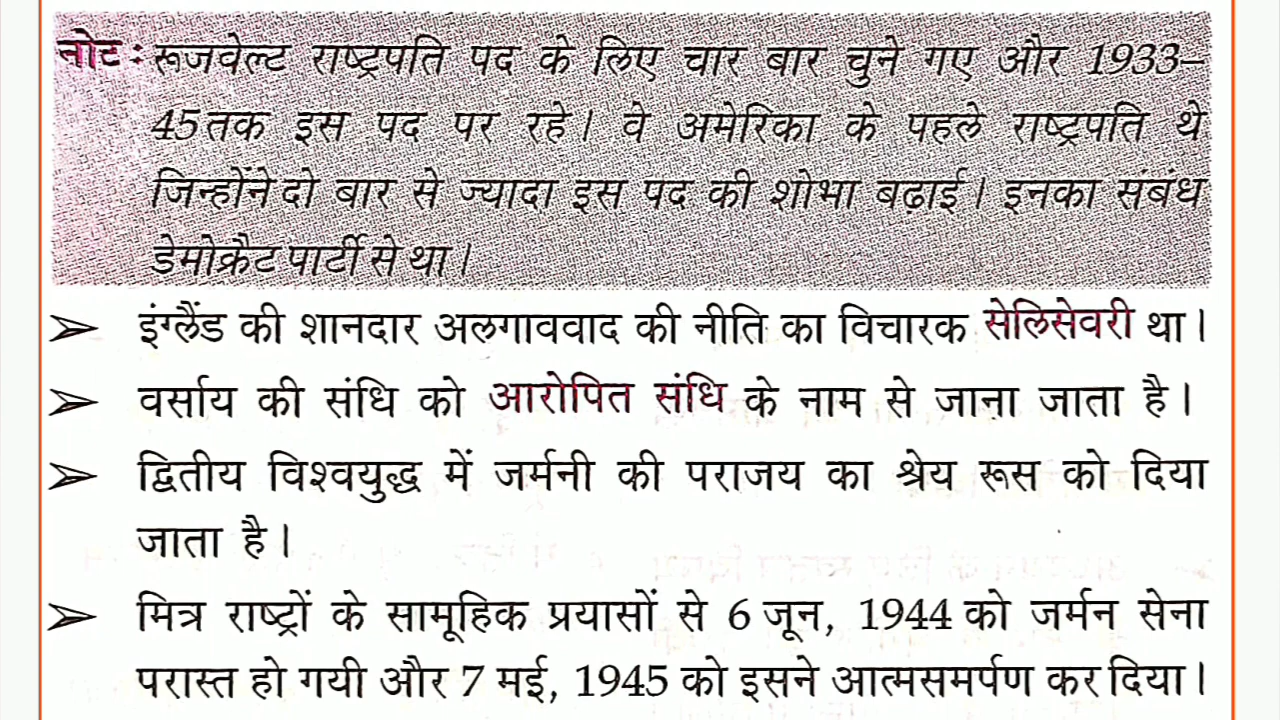 नोट : रूजवेल्ट राष्ट्रपति पद के लिए चार बार चुने गए और 1933–
45 तक इस पद पर रहे। वे अमेरिका के पहले राष्ट्रपति थे
जिन्होंने दो बार से ज्यादा इस पद की शोभा बढ़ाई। इनका संबंध
डेमोक्रैट पार्टी से था।
➢ इंग्लैंड की शानदार अलगाववाद की नीति का विचारक सेलिसेवरी था।
➢ वर्साय की संधि को आरोपित संधि के नाम से जाना जाता है।
➢ द्वितीय विश्वयुद्ध में जर्मनी की पराजय का श्रेय रूस को दिया
जाता है।
➢ मित्र राष्ट्रों के सामूहिक प्रयासों से 6 जून, 1944 को जर्मन सेना
परास्त हो गयी और 7 मई, 1945 को इसने आत्मसमर्पण कर दिया।